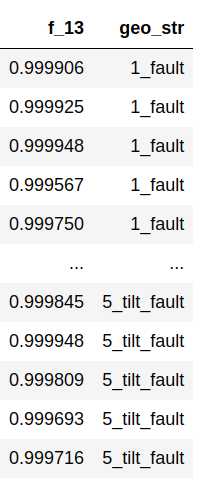 f_13 geo_str
0.999906 1_fault
0.999925 1_fault
0.999948 1_fault
0.999567 1_fault
0.999750 1_fault
... ...
0.999845 5_tilt_fault
0.999948 5_tilt_fault
0.999809 5_tilt_fault
0.999693 5_tilt_fault
0.999716 5_tilt_fault